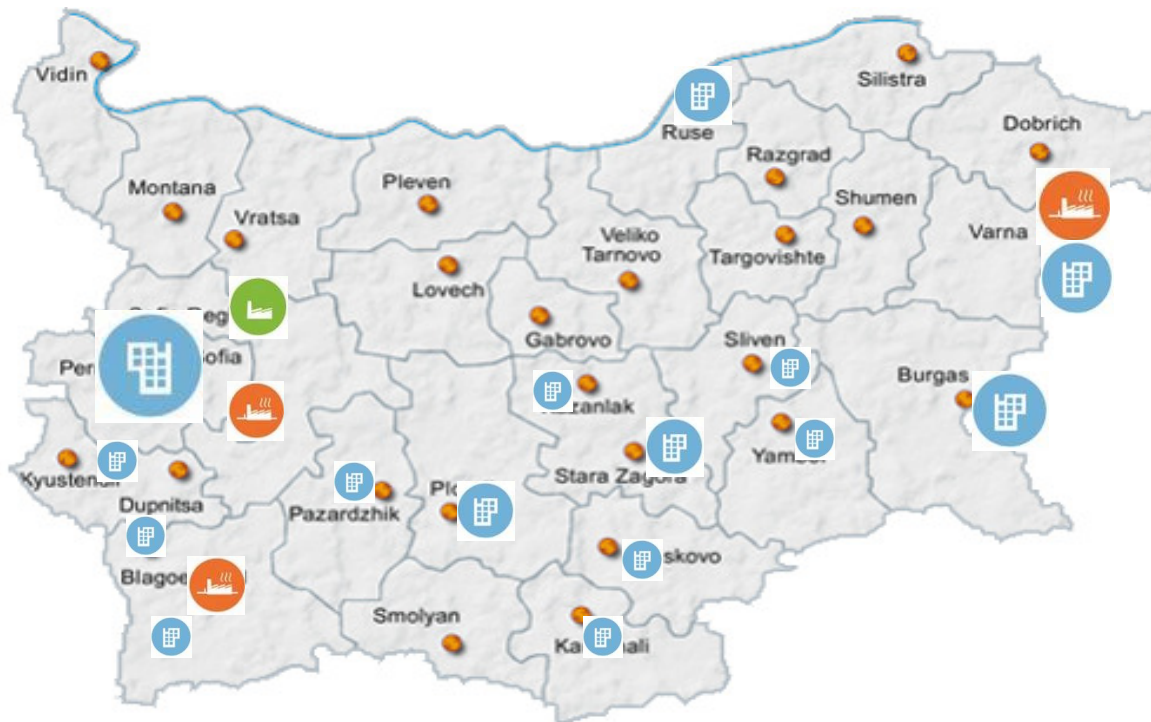 Vidin
Silistra
Ruse
Dobrich
Razgrad
Montana
Pleven
Shumen
Vratsa
Varna
Veliko
Tarnovo
Targovishte
Lovech
Gabrovo
Sliven
Sofia
Burgas
Stara Zagora
Dupnitsa
Pazardzhik
Smolyan